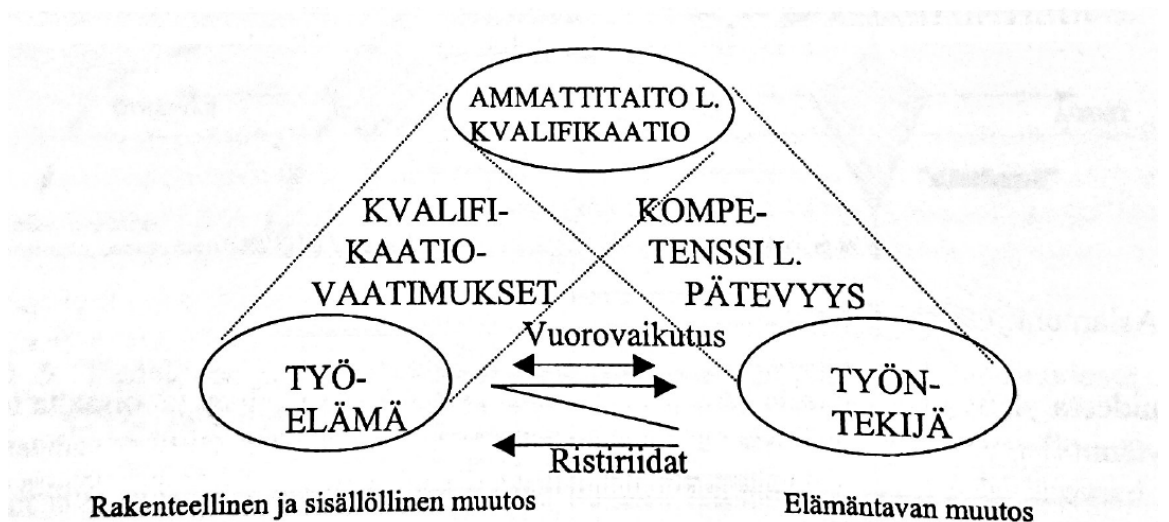 AMMATTITAITO L.
KVALIFIKAATIO
KVALIFI-
KAATIO-
VAATIMUKSET
KOMPE-
TENSSI L.
PÄTEVYYS
Vuorovaikutus
TYÖ-
ELÄMÄ
TYÖN-
TEKIJÄ
Ristiriidat
Rakenteellinen ja sisällöllinen muutos
Elämäntavan muutos